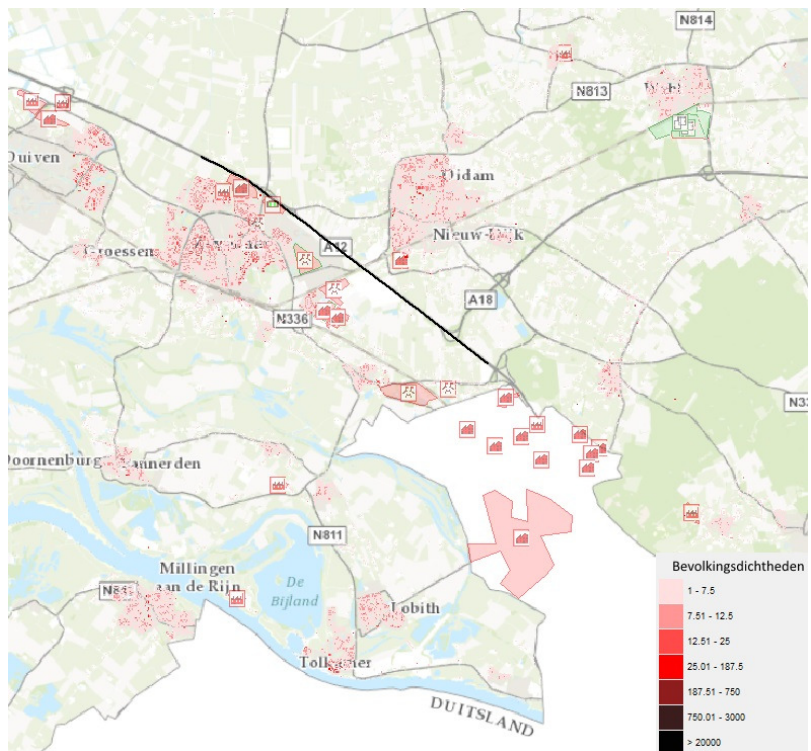 N814
N813
Duiven
Didam
Groessen
A12
Nieuw-Dijk
A18
N336
Doornenburg
N811
Millingen
aan de Rijn
De
Bijland
Lobith
Tolkamer
DUITSLAND
Bevolkingsdichtheden
1 - 7.5
7.51 - 12.5
12.51 - 25
25.01 - 187.5
187.51 - 750
750.01 - 3000
> 20000